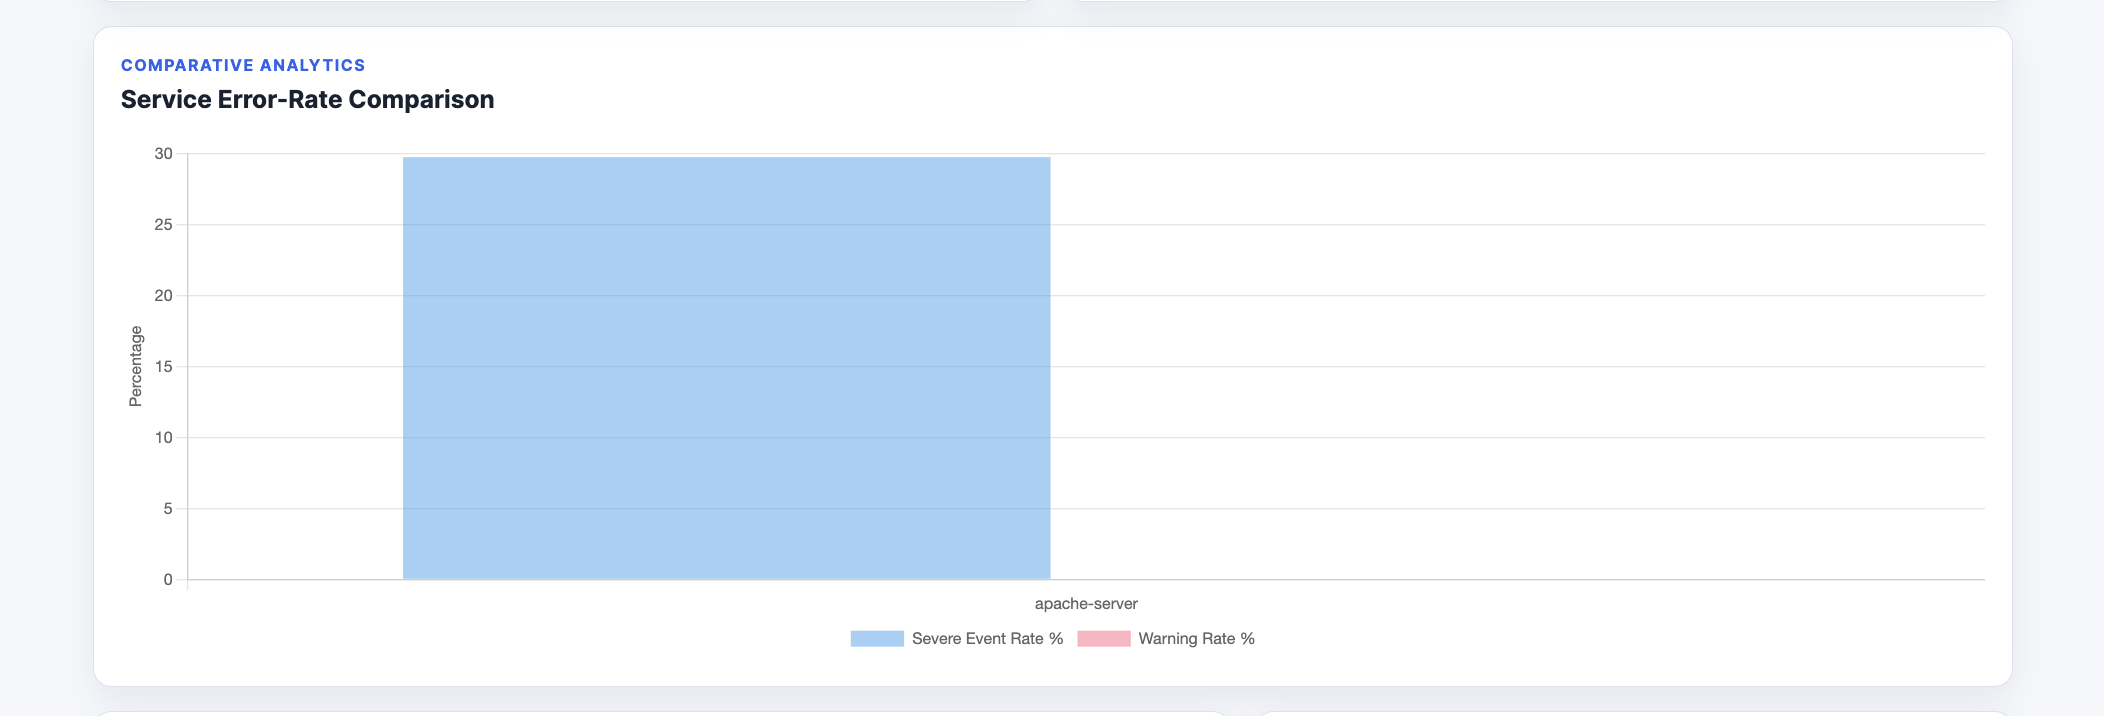 COMPARATIVE ANALYTICS
Service Error-Rate Comparison
30
25
20
15
10
5
0
Percentage
apache-server
Severe Event Rate %
Warning Rate %